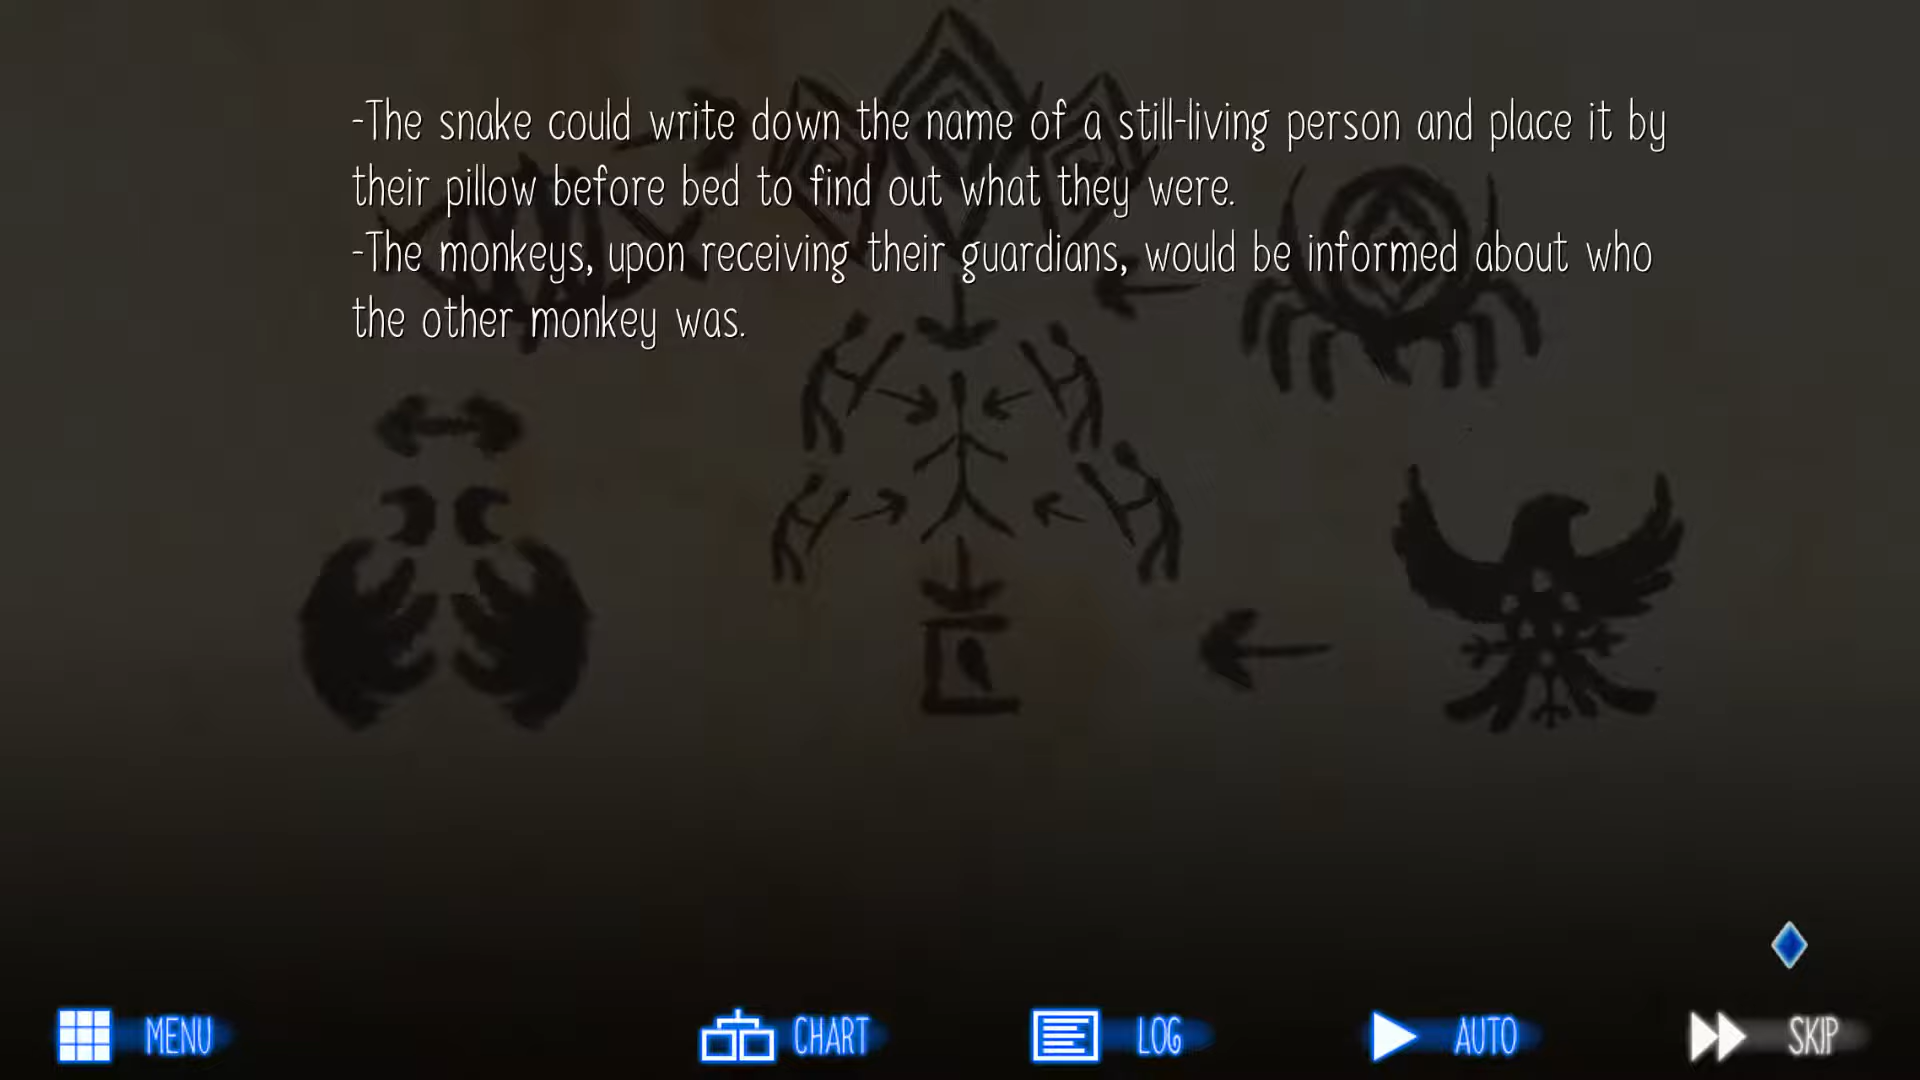 -The snake could write down the name of a still-living person and place it by
their pillow before bed to find out what they were.
-The monkeys, upon receiving their guardians, would be informed about who
the other monkey was.
MENU
CHART
LOG
AUTO
SKIP